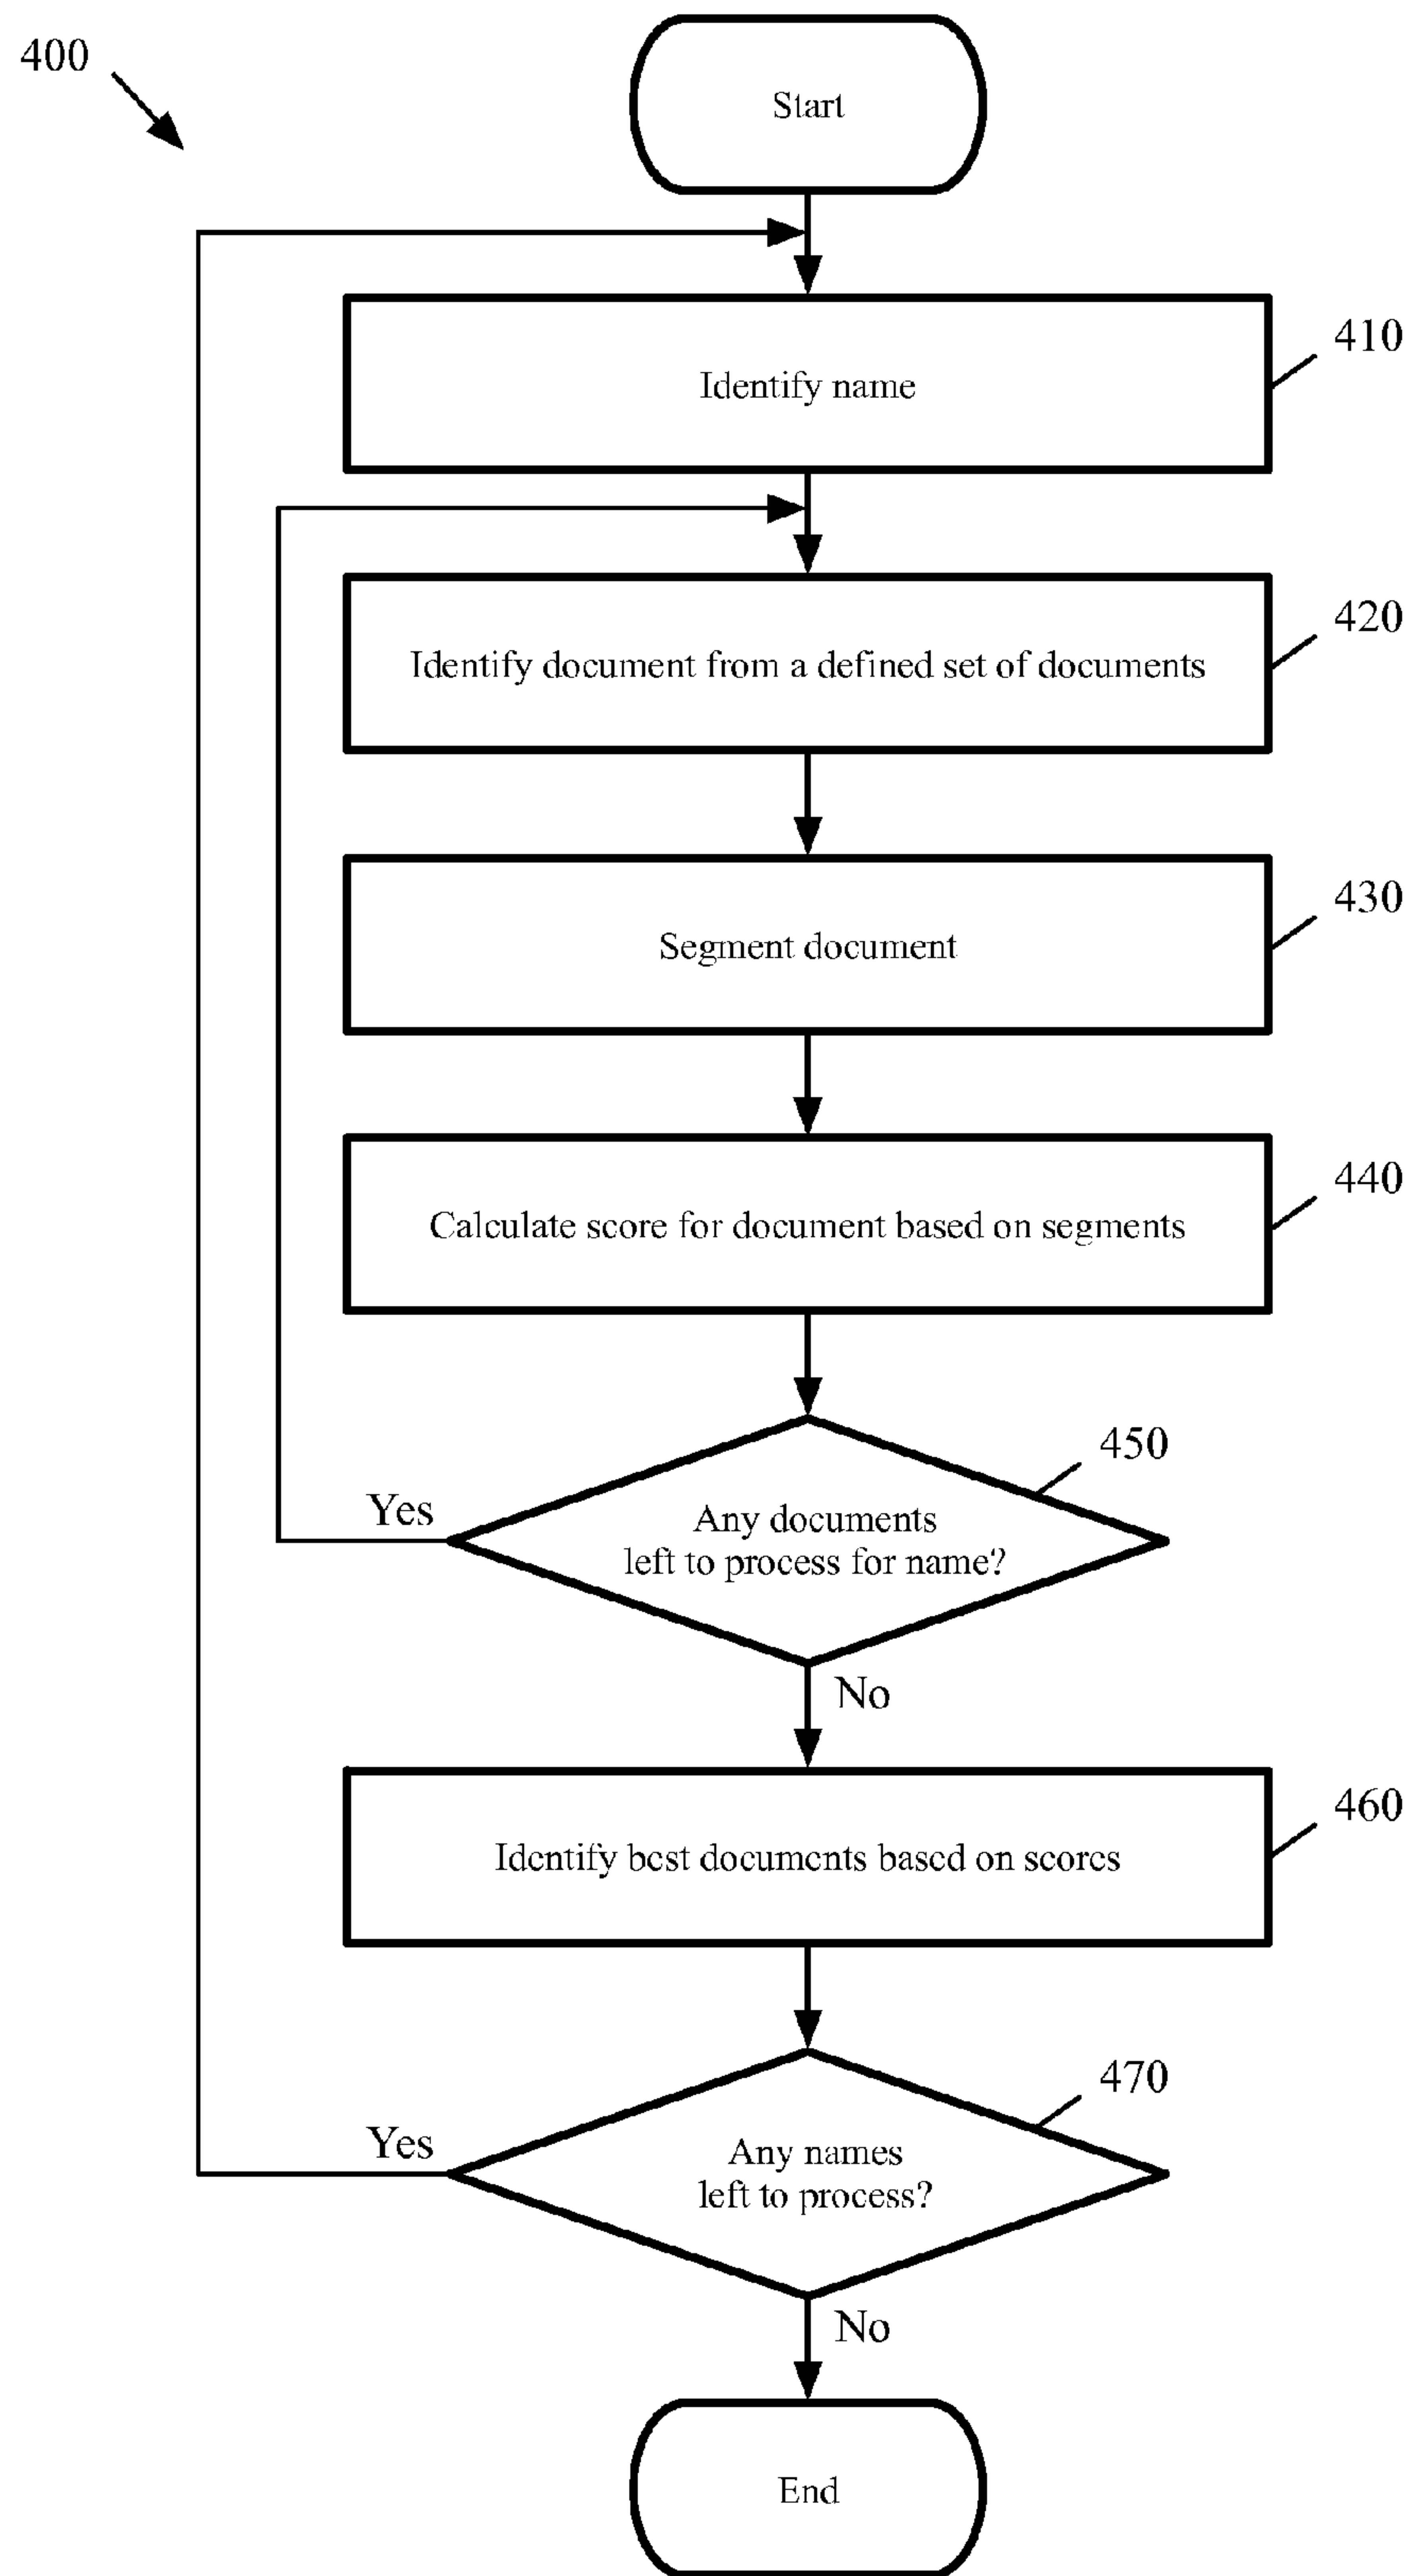 400
Start
410
Identify name
420
Identify document from a defined set of documents
430
Segment document
440
Calculate score for document based on segments
450
Yes
Any documents
left to process for name?
No
460
Identify best documents based on scores
470
Yes
Any names
left to process?
No
End